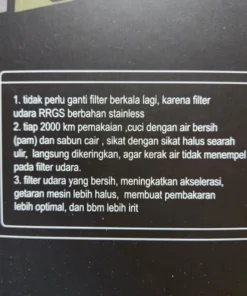 1. tidak perlu ganti filter berkala lagi, karena filter
udara RRGS berbahan stainless
2. tiap 2000 km pemakaian ,cuci dengan air bersih
(pam) dan sabun cair , sikat dengan sikat halus searah
ulir, langsung dikeringkan, agar kerak air tidak menempel
pada filter udara.
3. filter udara yang bersih, meningkatkan akselerasi,
getaran mesin lebih halus, membuat pembakaran
lebih optimal, dan bbm lebih irit